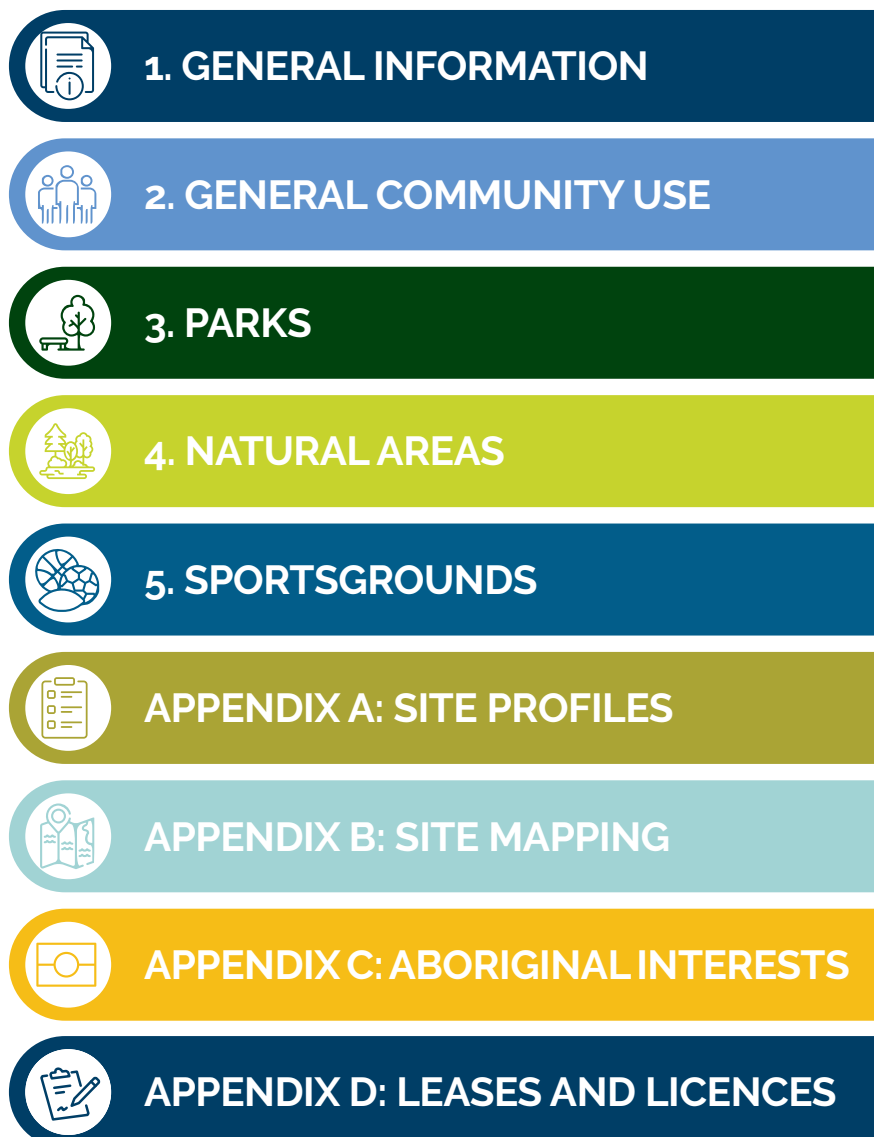 1. GENERAL INFORMATION
2. GENERAL COMMUNITY USE
3. PARKS
4. NATURAL AREAS
5. SPORTSGROUNDS
APPENDIX A: SITE PROFILES
APPENDIX B: SITE MAPPING
APPENDIX C: ABORIGINAL INTERESTS
APPENDIX D: LEASES AND LICENCES